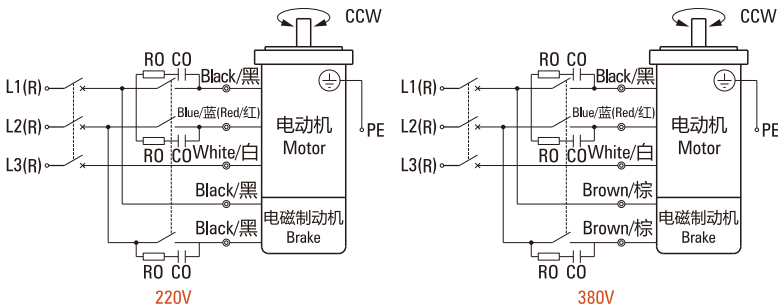 CCW
RO CO
Black/黑
L1(R)
Blue/蓝(Red/红)
L2(R)
电动机
Motor
PE
RO CO
White/白
L3(R)
Black/黑
电磁制动机
Brake
Black/黑
RO CO
220V
CCW
RO CO
Black/黑
L1(R)
Blue/蓝(Red/红)
L2(R)
电动机
Motor
PE
RO CO
White/白
L3(R)
Brown/棕
电磁制动机
Brake
Brown/棕
RO CO
380V